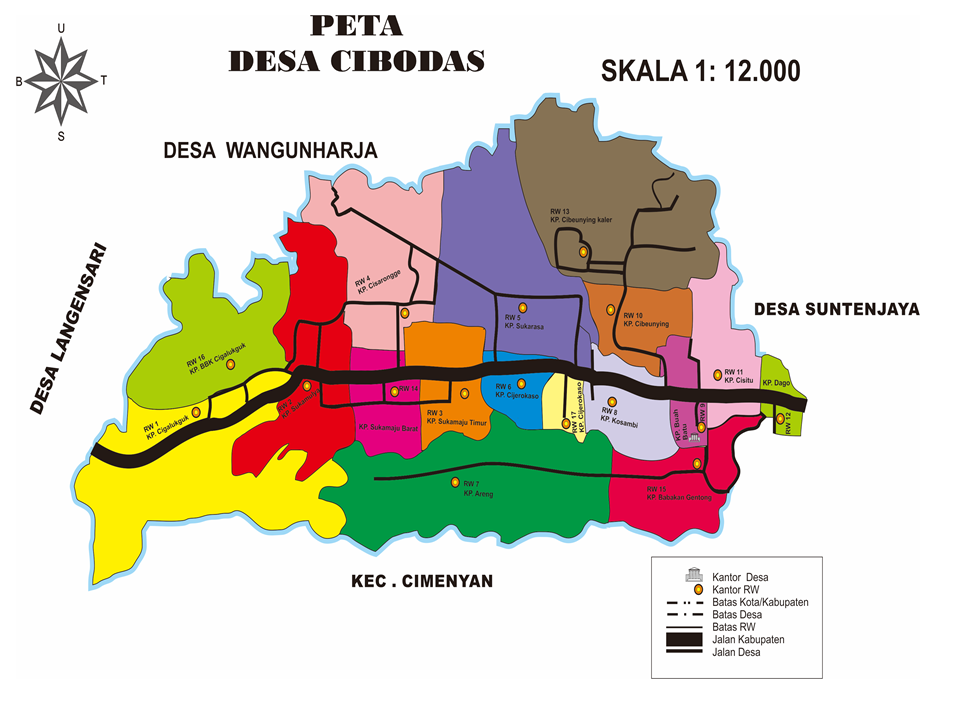 PETA
DESA CIBODAS
SKALA 1: 12.000
U
B
T
S
DESA WANGUNHARJA
DESA LANGENSARI
DESA SUNTENJAYA
KEC . CIMENYAN
RW 13
KP. Cibeunying kaler
RW 4
KP. Cisarongge
RW 5
KP. Sukarasa
RW 10
KP. Cibeunying
RW 16
KP. BBK Cigalukguk
RW 11
KP. Cisitu
KP. Dago
RW 12
RW 1
KP. Cigalukguk
RW 2
RW 14
KP. Sukamaju Barat
RW 3
KP. Sukamaju Timur
RW 6
KP. Cijerokaso
RW 17
KP. Cijerokaso
RW 8
KP. Kosambi
RW 9
KP. Buah
Batu
RW 7
KP. Areng
KP. Babakan Gentong
Kantor Desa
Kantor RW
Batas Kota/Kabupaten
Batas Desa
Batas RW
Jalan Kabupaten
Jalan Desa